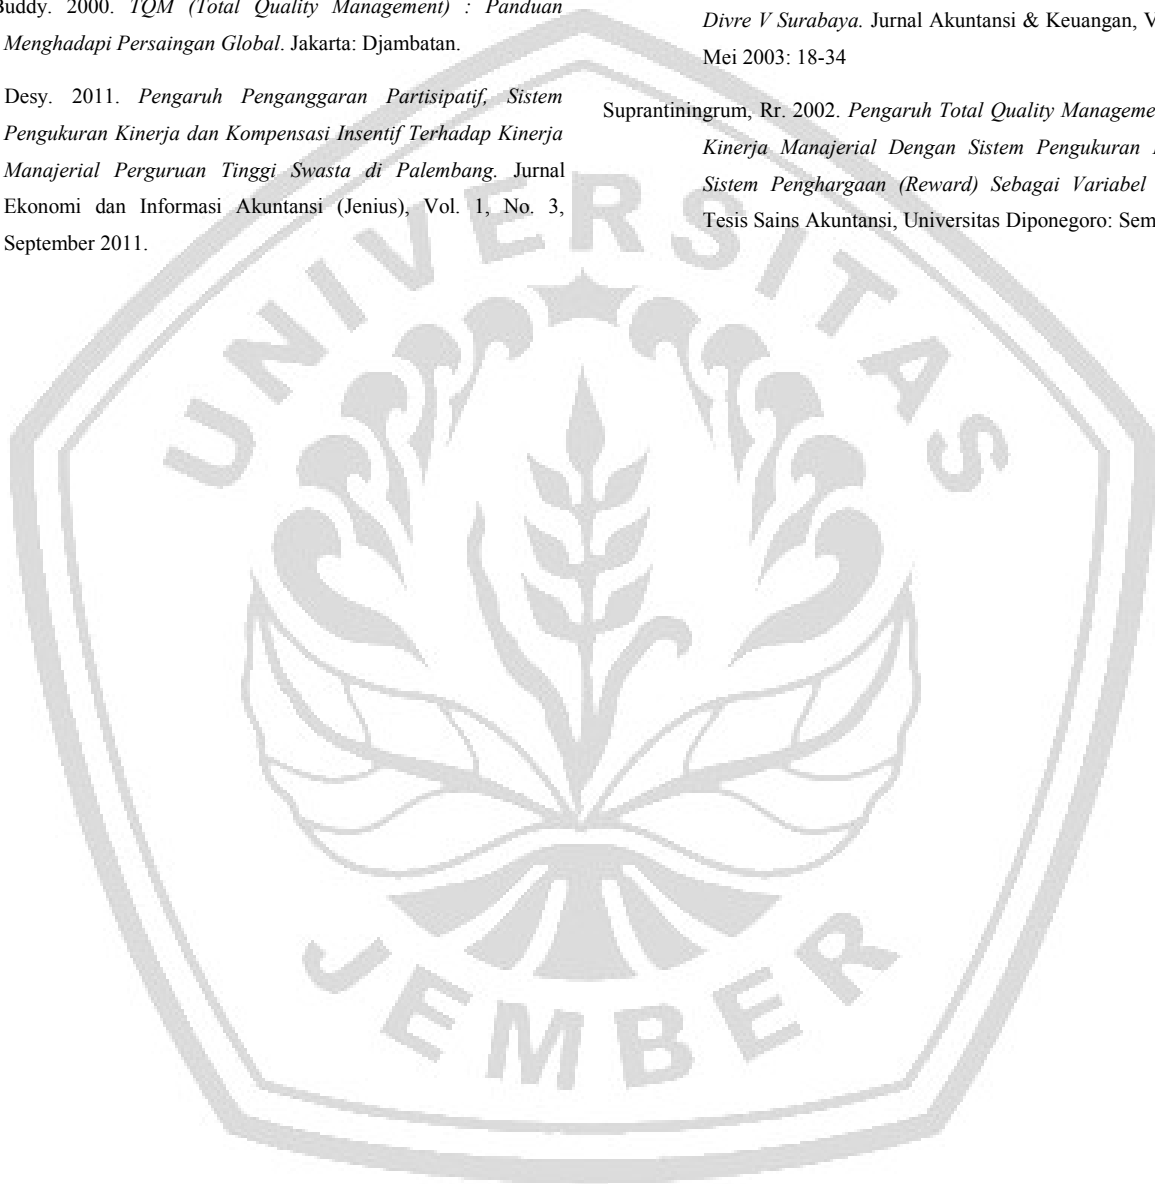 Buddy. 2000. TQM (Total Quality Management) : Panduan
Menghadapi Persaingan Global. Jakarta: Djambatan.
Desy. 2011. Pengaruh Penganggaran Partisipatif, Sistem
Pengukuran Kinerja dan Kompensasi Insentif Terhadap Kinerja
Manajerial Perguruan Tinggi Swasta di Palembang. Jurnal
Ekonomi dan Informasi Akuntansi (Jenius), Vol. 1, No. 3,
September 2011.
Divre V Surabaya. Jurnal Akuntansi & Keuangan, V
Mei 2003: 18-34
Suprantiningrum, Rr. 2002. Pengaruh Total Quality Manageme
Kinerja Manajerial Dengan Sistem Pengukuran
Sistem Penghargaan (Reward) Sebagai Variabel
Tesis Sains Akuntansi, Universitas Diponegoro: Sem
UNIVERSITAS
JEMBER